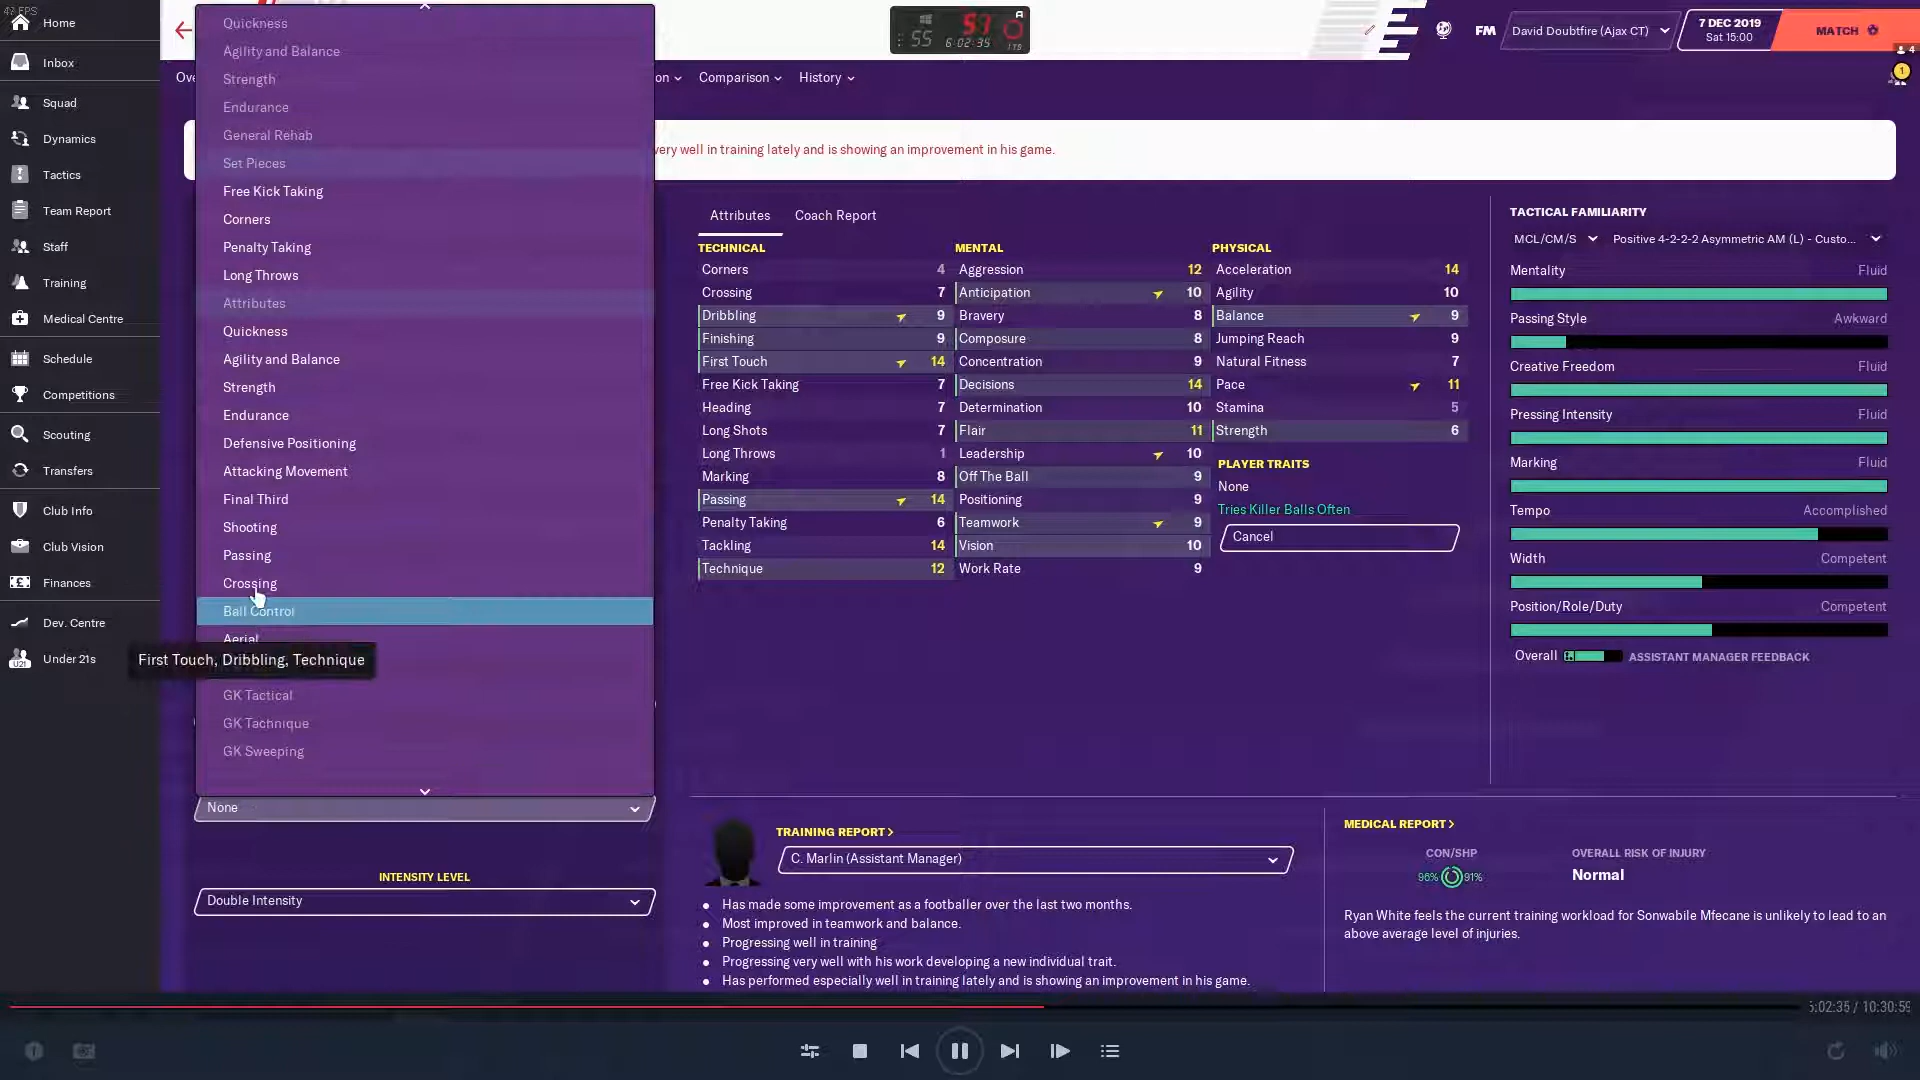 47 FPS
Home
Inbox
Squad
Dynamics
Tactics
Team Report
Staff
Training
Medical Centre
Schedule
Competitions
Scouting
Transfers
Club Info
Club Vision
Finances
Dev. Centre
Under 21s
Quickness
Agility and Balance
Strength
Endurance
General Rehab
Set Pieces
Free Kick Taking
Corners
Penalty Taking
Long Throws
Attributes
Quickness
Agility and Balance
Strength
Endurance
Defensive Positioning
Attacking Movement
Final Third
Shooting
Passing
Crossing
Ball Control
Aerial
First Touch, Dribbling, Technique
GK Tactical
GK Technique
GK Sweeping
None
INTENSITY LEVEL
Double Intensity
FM David Doubtfire (Ajax CT)
7 DEC 2019
Sat 15:00
MATCH
4
1
Comparison History
very well in training lately and is showing an improvement in his game.
Attributes Coach Report
TECHNICAL
Corners 4
Crossing 7
Dribbling 9
Finishing 9
First Touch 14
Free Kick Taking 7
Heading 7
Long Shots 7
Long Throws 1
Marking 8
Passing 14
Penalty Taking 6
Tackling 14
Technique 12
MENTAL
Aggression 12
Anticipation 10
Bravery 8
Composure 8
Concentration 9
Decisions 14
Determination 10
Flair 11
Leadership 10
Off The Ball 9
Positioning 9
Teamwork 9
Vision 10
Work Rate 9
PHYSICAL
Acceleration 14
Agility 10
Balance 9
Jumping Reach 9
Natural Fitness 7
Pace 11
Stamina 5
Strength 6
PLAYER TRAITS
None
Tries Killer Balls Often
Cancel
TACTICAL FAMILIARITY
MCL/CM/S Positive 4-2-2-2 Asymmetric AM (L) - Custo...
Mentality Fluid
Passing Style Awkward
Creative Freedom Fluid
Pressing Intensity Fluid
Marking Fluid
Tempo Accomplished
Width Competent
Position/Role/Duty Competent
Overall ASSISTANT MANAGER FEEDBACK
TRAINING REPORT >
C. Marlin (Assistant Manager)
Has made some improvement as a footballer over the last two months.
Most improved in teamwork and balance.
Progressing well in training
Progressing very well with his work developing a new individual trait.
Has performed especially well in training lately and is showing an improvement in his game.
MEDICAL REPORT >
CON/SHP
96% 91%
OVERALL RISK OF INJURY
Normal
Ryan White feels the current training workload for Sonwabile Mfecane is unlikely to lead to an
above average level of injuries.